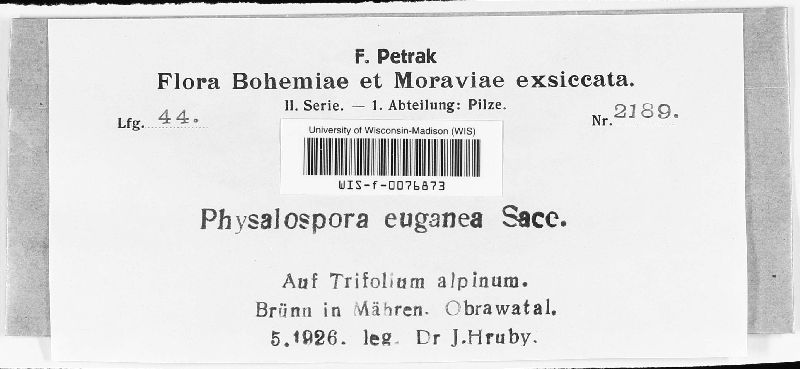 F. Petrak
Flora Bohemiae et Moraviae exsiccata.
II. Serie. — 1. Abteilung: Pilze.
Lfg. 44. Nr. 2189.
University of Wisconsin-Madison (WIS)
WIS-f-0076873
Physalospora euganea Sacc.
Auf Trifolium alpinum.
Brünn in Mähren. Obrawatal.
5.1926. leg. Dr J.Hruby.